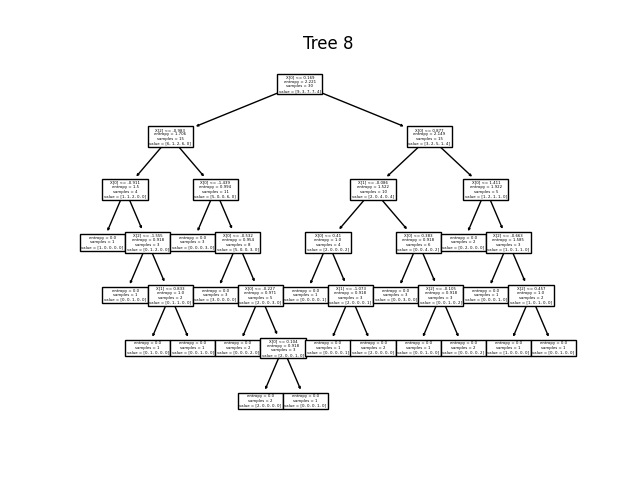 Tree 8
X[0] <= 0.169
entropy = 2.221
samples = 30
value = [9, 3, 7, 7, 4]
entropy = 1.706
samples = 15
value = [6, 1, 2, 6, 0]
X[0] <= 0.877
entropy = 2.149
samples = 15
value = [3, 2, 5, 1, 4]
X[0] <= -0.911
entropy = 1.5
samples = 4
value = [1, 1, 2, 0, 0]
X[0] <= -1.439
entropy = 0.994
samples = 11
value = [5, 0, 0, 6, 0]
X[1] <= -0.086
entropy = 1.522
samples = 10
value = [2, 0, 4, 0, 4]
X[0] <= 1.411
entropy = 1.922
samples = 5
value = [1, 2, 1, 1, 0]
entropy = 0.0
samples = 1
value = [1, 0, 0, 0, 0]
entropy = 0.918
samples = 3
value = [0, 1, 2, 0, 0]
entropy = 0.0
samples = 3
value = [0, 0, 0, 3, 0]
X[0] <= -0.532
entropy = 0.954
samples = 8
value = [5, 0, 0, 3, 0]
X[0] <= 0.41
entropy = 1.0
samples = 4
value = [2, 0, 0, 0, 2]
X[0] <= 0.384
entropy = 0.918
samples = 6
value = [0, 0, 4, 0, 2]
entropy = 0.0
samples = 2
value = [0, 2, 0, 0, 0]
X[2] <= -0.663
entropy = 1.585
samples = 3
value = [1, 0, 1, 1, 0]
entropy = 0.0
samples = 1
value = [0, 0, 1, 0, 0]
X[1] <= 0.831
entropy = 1.0
samples = 2
value = [0, 1, 1, 0, 0]
entropy = 0.0
samples = 3
value = [3, 0, 0, 0, 0]
X[0] <= -0.227
entropy = 0.971
samples = 5
value = [2, 0, 0, 3, 0]
entropy = 0.0
samples = 1
value = [0, 0, 0, 0, 1]
X[1] <= -1.073
entropy = 0.918
samples = 3
value = [2, 0, 0, 0, 1]
entropy = 0.0
samples = 3
value = [0, 0, 3, 0, 0]
X[2] <= -0.105
entropy = 0.918
samples = 3
value = [0, 0, 1, 0, 2]
entropy = 0.0
samples = 1
value = [0, 0, 0, 1, 0]
X[2] <= 0.457
entropy = 1.0
samples = 2
value = [1, 0, 1, 0, 0]
entropy = 0.0
samples = 1
value = [0, 1, 0, 0, 0]
entropy = 0.0
samples = 1
value = [0, 0, 1, 0, 0]
entropy = 0.0
samples = 2
value = [0, 0, 0, 2, 0]
X[0] <= 0.104
entropy = 0.918
samples = 3
value = [2, 0, 0, 1, 0]
entropy = 0.0
samples = 1
value = [0, 0, 0, 0, 1]
entropy = 0.0
samples = 2
value = [2, 0, 0, 0, 0]
entropy = 0.0
samples = 1
value = [0, 0, 1, 0, 0]
entropy = 0.0
samples = 2
value = [0, 0, 0, 0, 2]
entropy = 0.0
samples = 1
value = [1, 0, 0, 0, 0]
entropy = 0.0
samples = 1
value = [0, 0, 1, 0, 0]
entropy = 0.0
samples = 2
value = [2, 0, 0, 0, 0]
entropy = 0.0
samples = 1
value = [0, 0, 0, 1, 0]